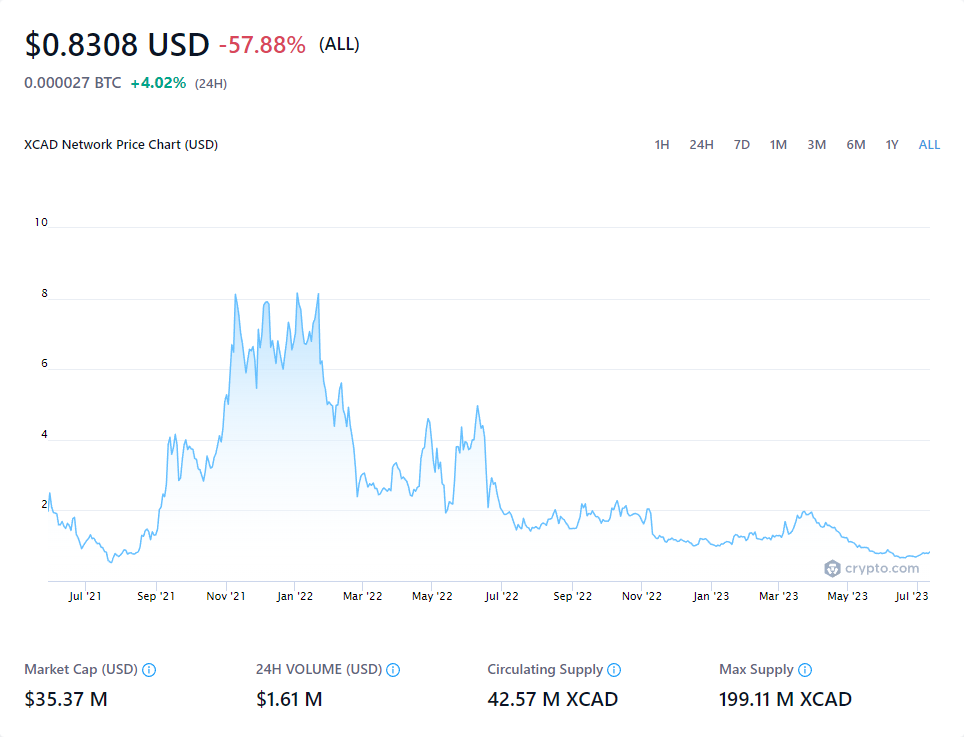 $0.8308 USD -57.88% (ALL)
0.000027 BTC +4.02% (24H)
XCAD Network Price Chart (USD) 1H 24H 7D 1M 3M 6M 1Y ALL
10
8
6
4
2
crypto.com
Jul '21 Sep '21 Nov '21 Jan '22 Mar '22 May '22 Jul '22 Sep '22 Nov '22 Jan '23 Mar '23 May '23 Jul '23
Market Cap (USD) 24H VOLUME (USD) Circulating Supply Max Supply
$35.37 M $1.61 M 42.57 M XCAD 199.11 M XCAD